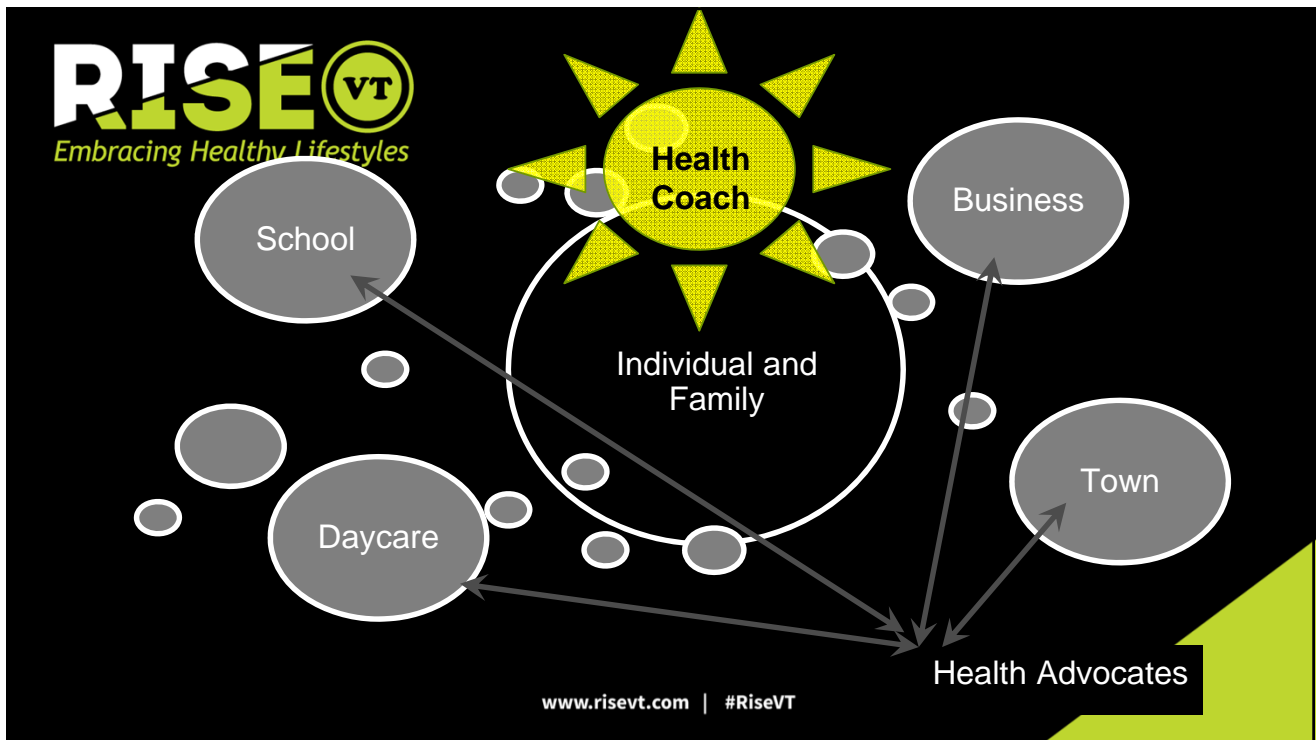 RISE VT
Embracing Healthy Lifestyles
Health
Coach
Business
School
Individual and
Family
Town
Daycare
Health Advocates
www.risevt.com | #RiseVT